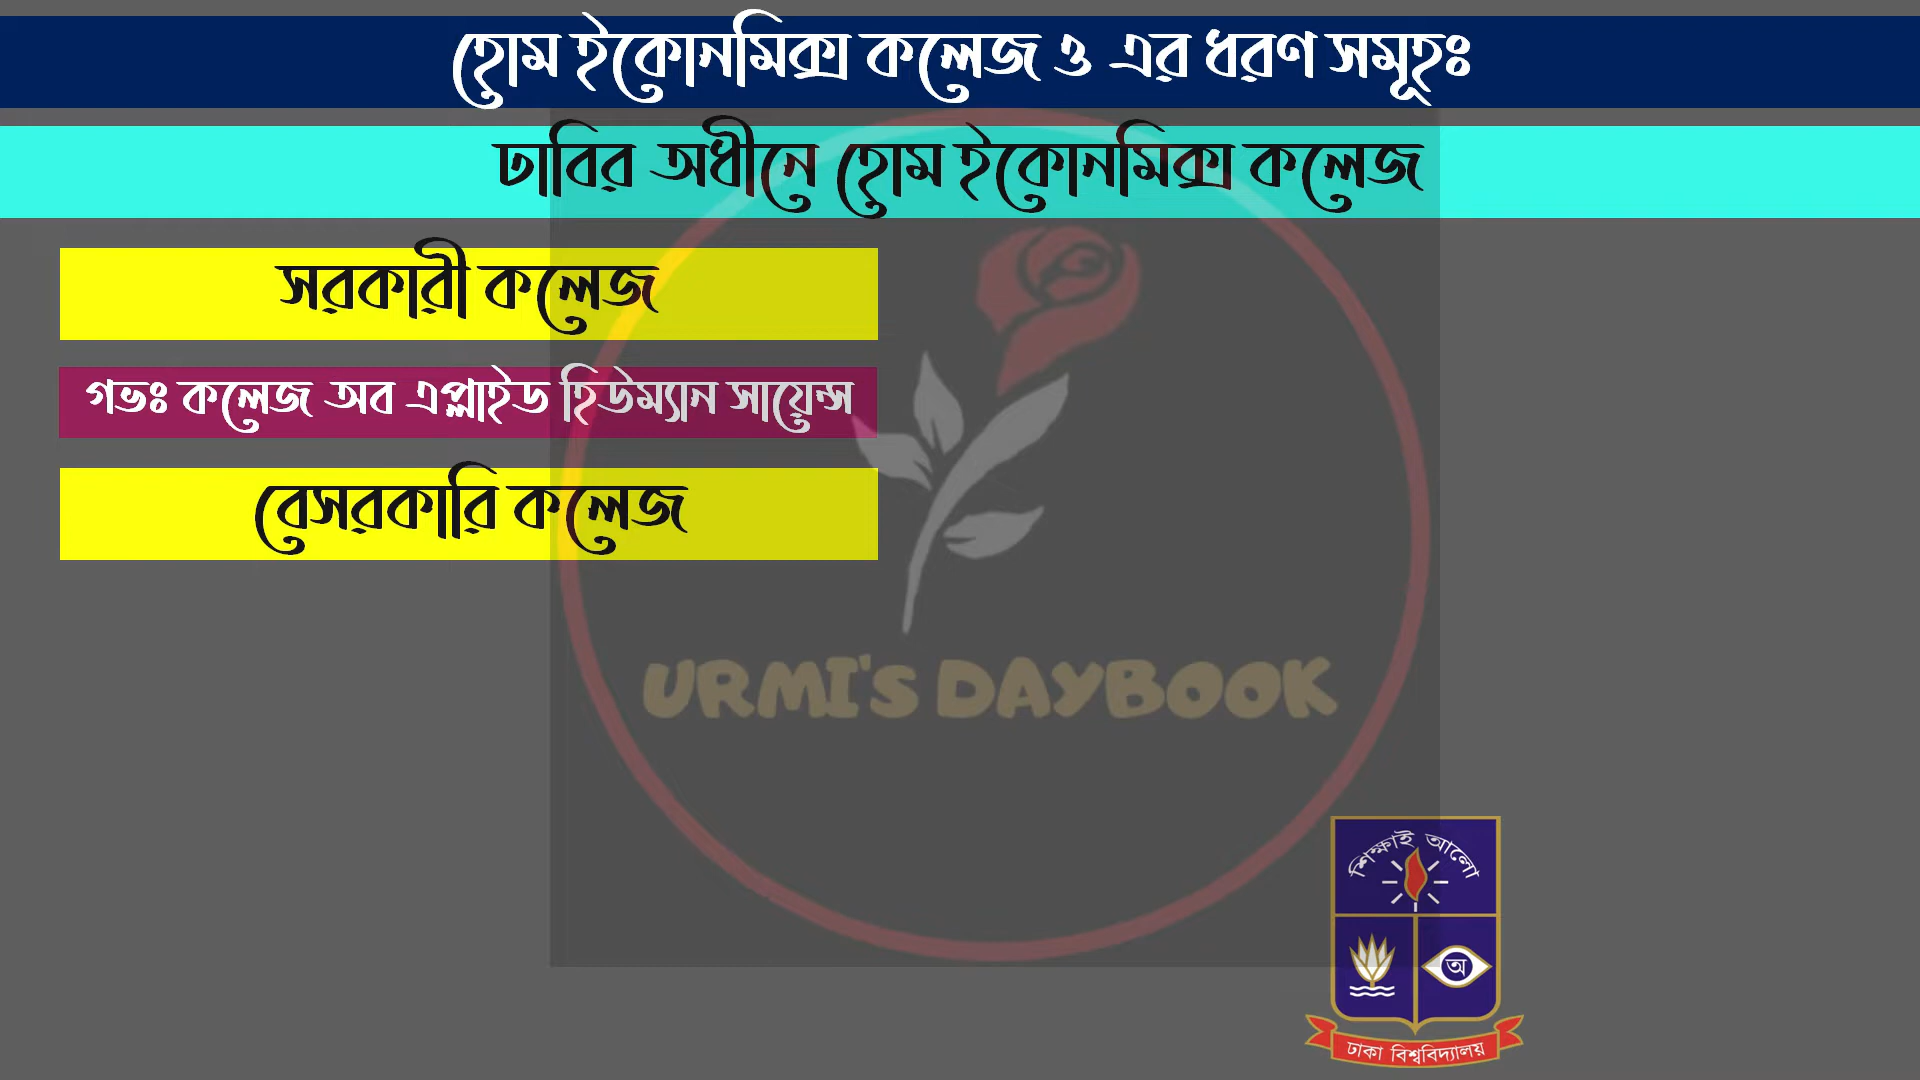 হোম ইকোনমিক্স কলেজ ও এর ধরণ সমূহঃ
ঢাবির অধীনে হোম ইকোনমিক্স কলেজ
সরকারী কলেজ
গভঃ কলেজ অব এপ্লাইড হিউম্যান সায়েন্স
বেসরকারি কলেজ
URMI's DAYBOOK
শিক্ষাই আলো
অ
ঢাকা বিশ্ববিদ্যালয়